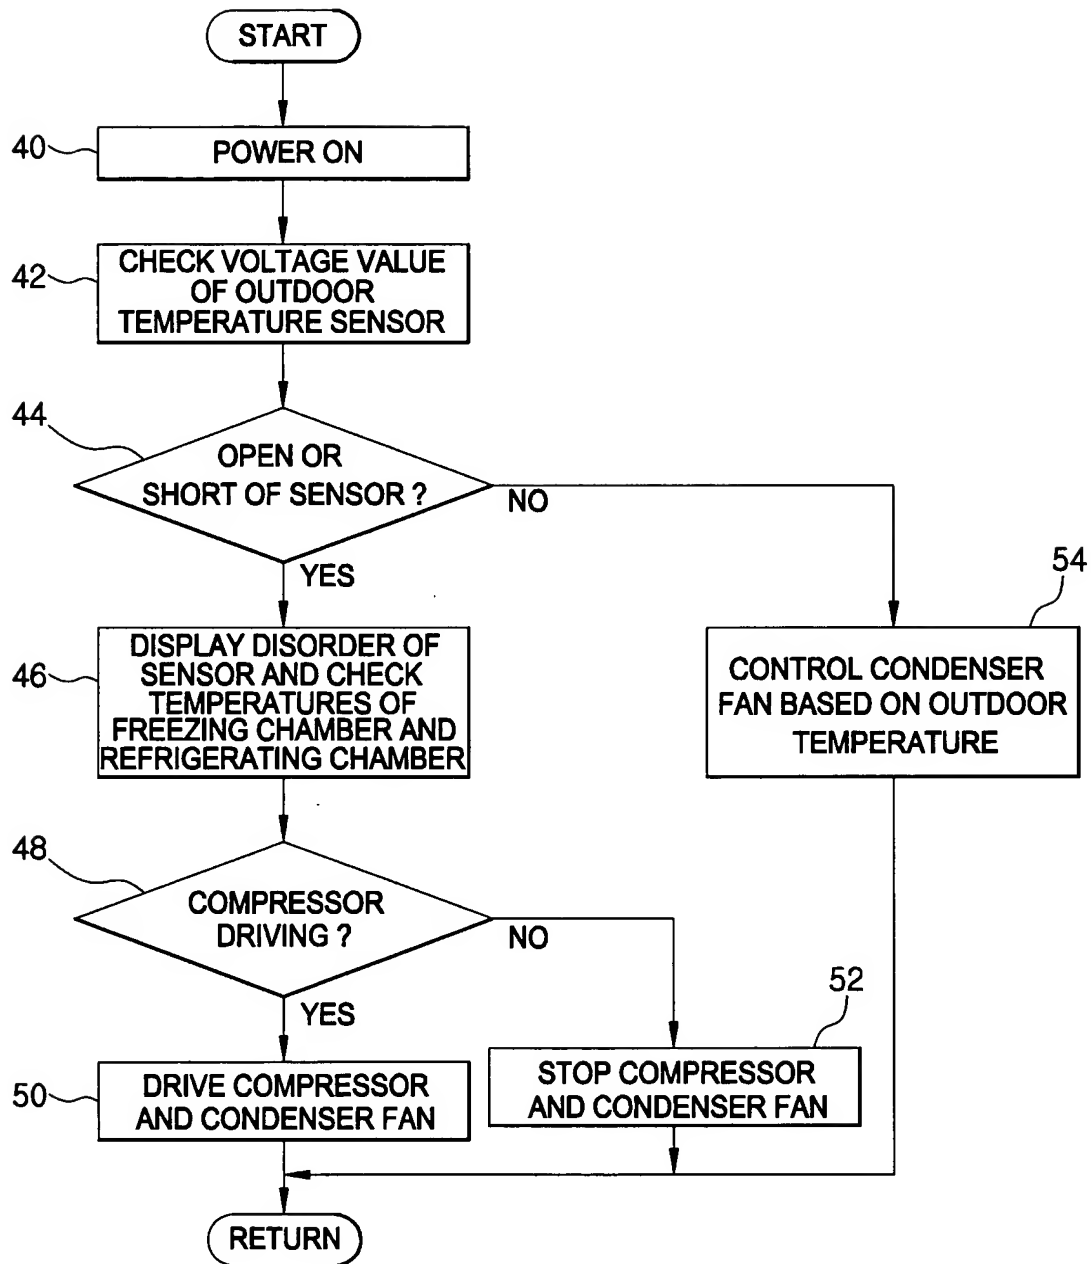 START
40
POWER ON
42
CHECK VOLTAGE VALUE
OF OUTDOOR
TEMPERATURE SENSOR
44
OPEN OR
SHORT OF SENSOR ?
NO
YES
54
46
DISPLAY DISORDER OF
SENSOR AND CHECK
TEMPERATURES OF
FREEZING CHAMBER AND
REFRIGERATING CHAMBER
CONTROL CONDENSER
FAN BASED ON OUTDOOR
TEMPERATURE
48
COMPRESSOR
DRIVING ?
NO
YES
52
50
DRIVE COMPRESSOR
AND CONDENSER FAN
STOP COMPRESSOR
AND CONDENSER FAN
RETURN